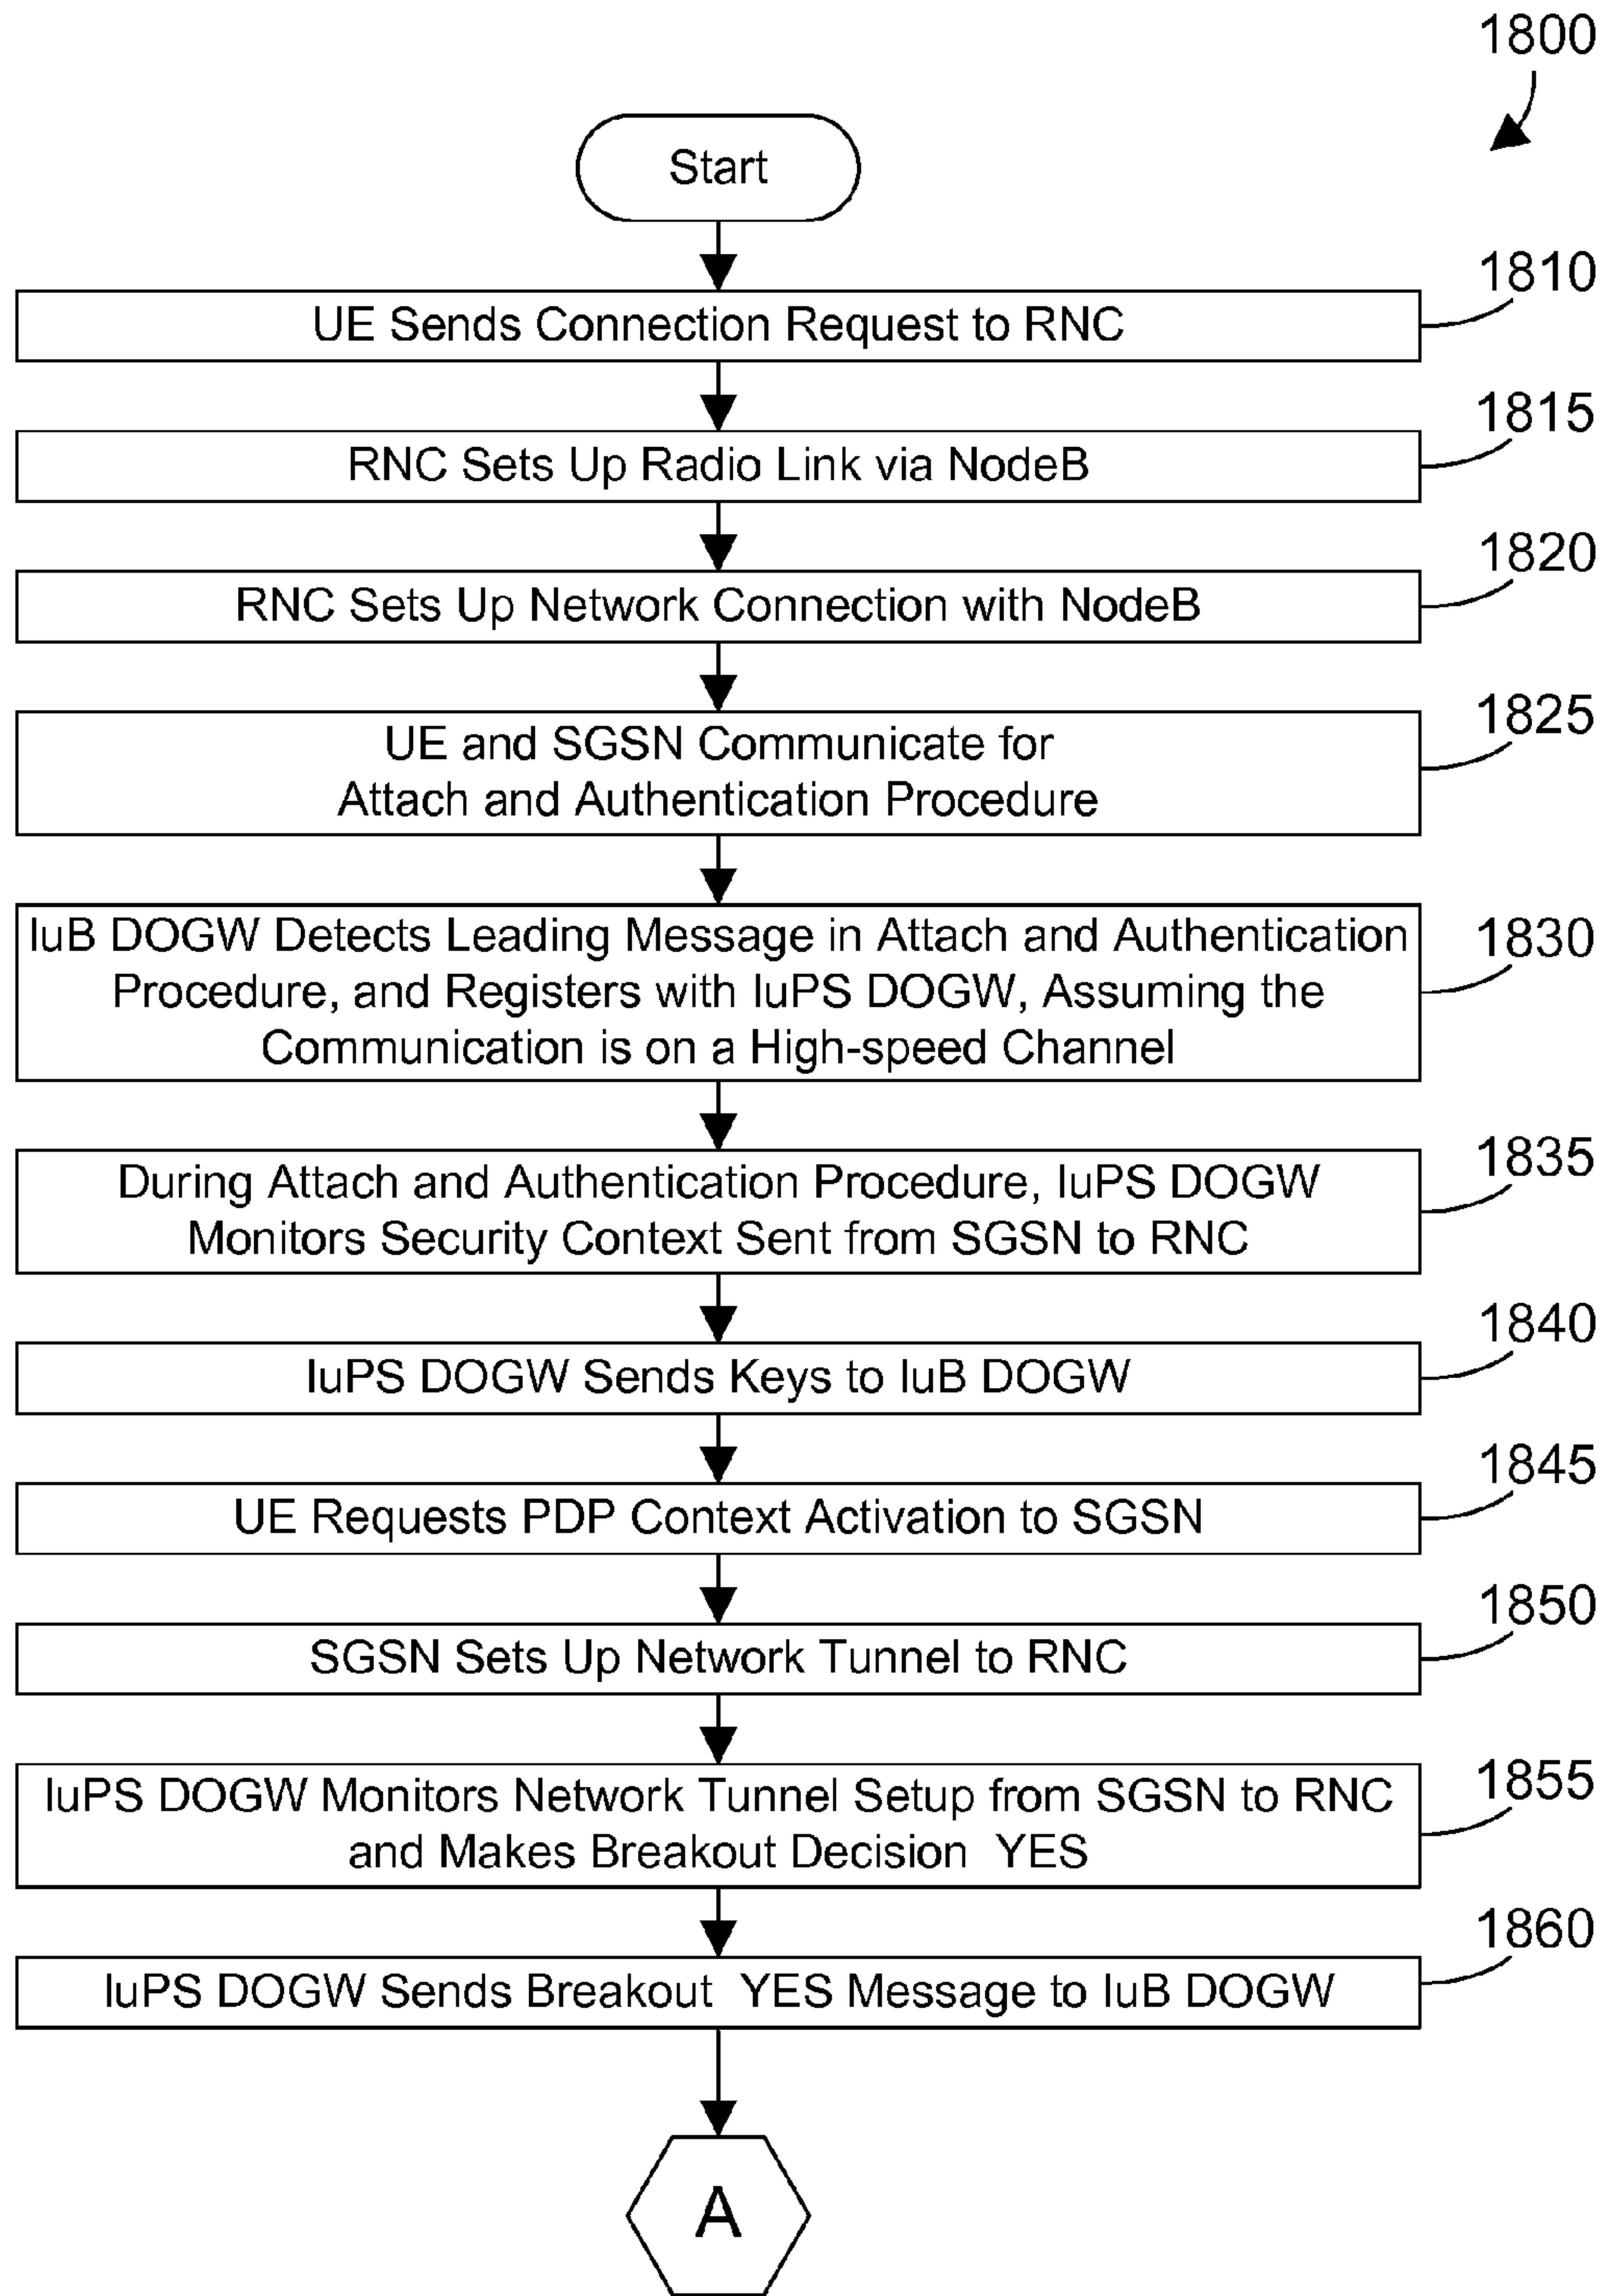 1800
Start
1810
UE Sends Connection Request to RNC
1815
RNC Sets Up Radio Link via NodeB
1820
RNC Sets Up Network Connection with NodeB
1825
UE and SGSN Communicate for
Attach and Authentication Procedure
1830
IuB DOGW Detects Leading Message in Attach and Authentication
Procedure, and Registers with IuPS DOGW, Assuming the
Communication is on a High-speed Channel
1835
During Attach and Authentication Procedure, IuPS DOGW
Monitors Security Context Sent from SGSN to RNC
1840
IuPS DOGW Sends Keys to IuB DOGW
1845
UE Requests PDP Context Activation to SGSN
1850
SGSN Sets Up Network Tunnel to RNC
1855
IuPS DOGW Monitors Network Tunnel Setup from SGSN to RNC
and Makes Breakout Decision YES
1860
IuPS DOGW Sends Breakout YES Message to IuB DOGW
A